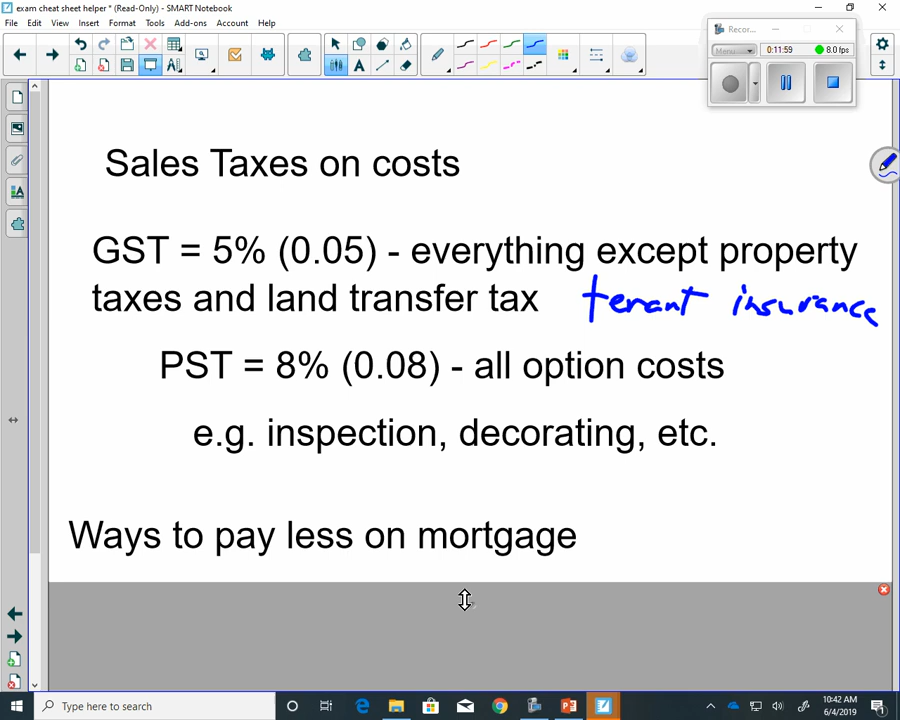 exam cheat sheet helper * (Read-Only) - SMART Notebook
File Edit View Insert Format Tools Add-ons Account Help
Recor...
Menu
0:11:59
8.0 fps
Sales Taxes on costs
GST = 5% (0.05) - everything except property
taxes and land transfer tax tenant insurance
PST = 8% (0.08) - all option costs
e.g. inspection, decorating, etc.
Ways to pay less on mortgage
Type here to search
10:42 AM
6/4/2019